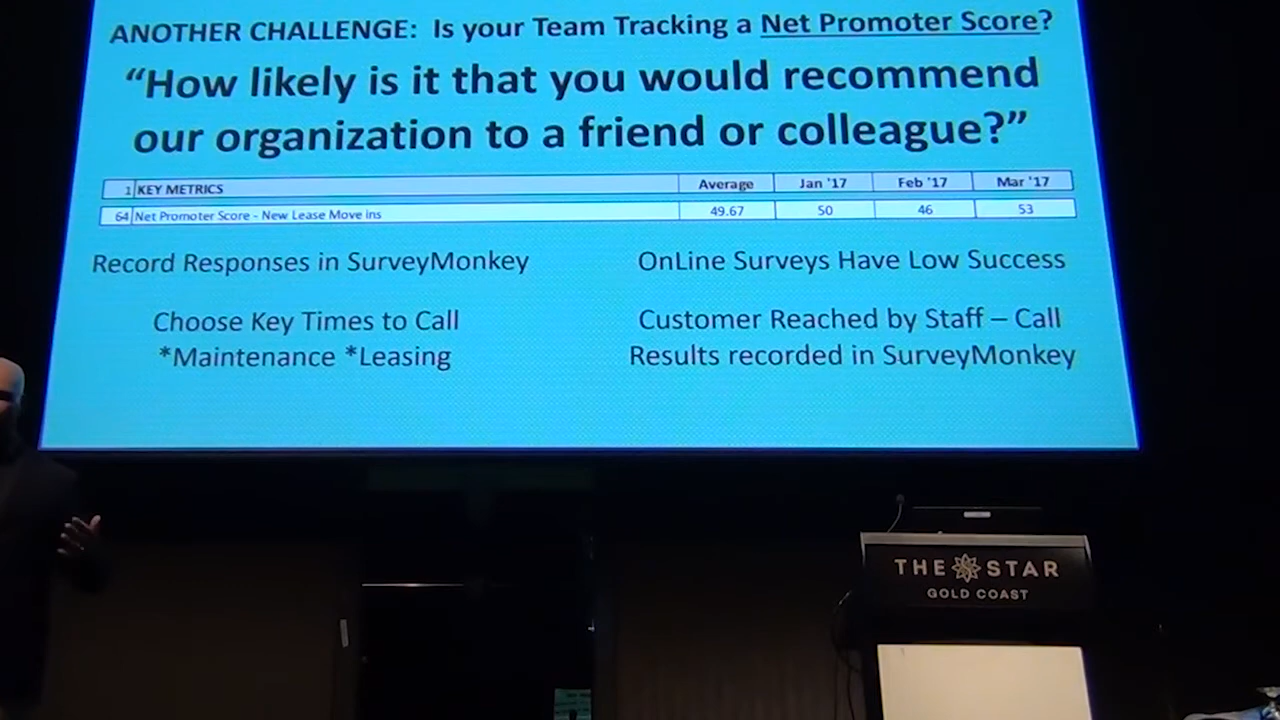 ANOTHER CHALLENGE: Is your Team Tracking a Net Promoter Score?
“How likely is it that you would recommend
our organization to a friend or colleague?”
1 KEY METRICS Average Jan '17 Feb '17 Mar '17
64 Net Promoter Score - New Lease Move ins 49.67 50 46 53
Record Responses in SurveyMonkey
OnLine Surveys Have Low Success
Choose Key Times to Call
*Maintenance *Leasing
Customer Reached by Staff – Call
Results recorded in SurveyMonkey
THE STAR
GOLD COAST